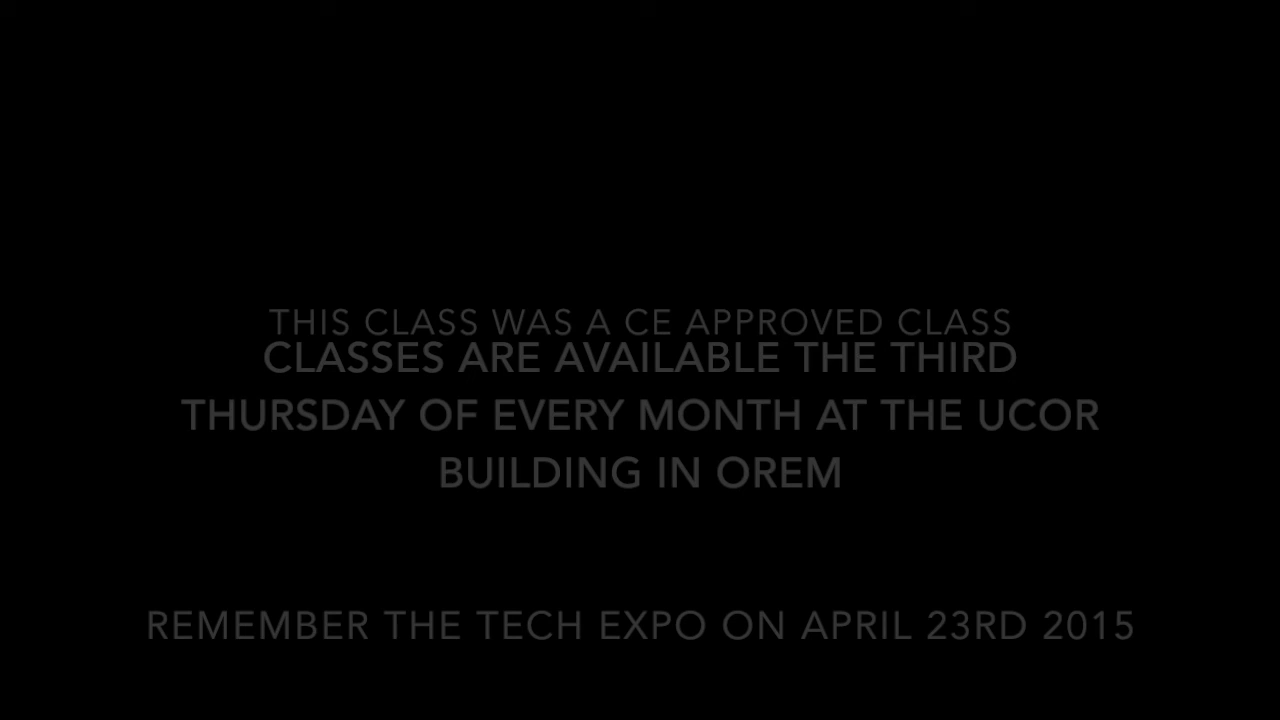 THIS CLASS WAS A CE APPROVED CLASS
CLASSES ARE AVAILABLE THE THIRD
THURSDAY OF EVERY MONTH AT THE UCOR
BUILDING IN OREM
REMEMBER THE TECH EXPO ON APRIL 23RD 2015